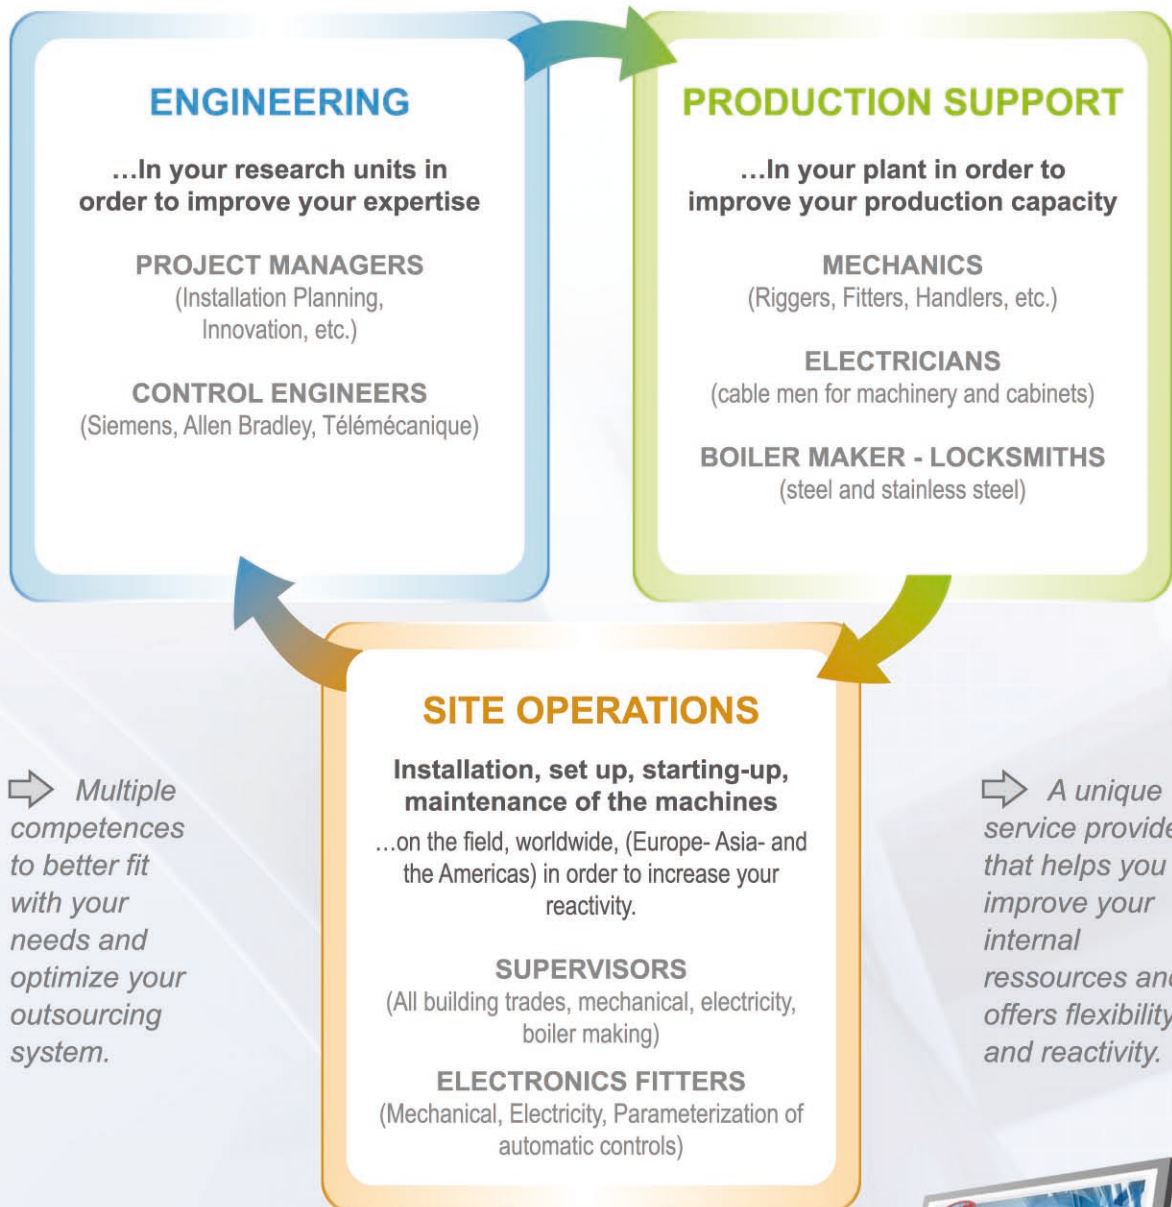 ENGINEERING
…In your research units in
order to improve your expertise
PROJECT MANAGERS
(Installation Planning,
Innovation, etc.)
CONTROL ENGINEERS
(Siemens, Allen Bradley, Télémécanique)
PRODUCTION SUPPORT
…In your plant in order to
improve your production capacity
MECHANICS
(Riggers, Fitters, Handlers, etc.)
ELECTRICIANS
(cable men for machinery and cabinets)
BOILER MAKER - LOCKSMITHS
(steel and stainless steel)
SITE OPERATIONS
Installation, set up, starting-up,
maintenance of the machines
…on the field, worldwide, (Europe- Asia- and
the Americas) in order to increase your
reactivity.
SUPERVISORS
(All building trades, mechanical, electricity,
boiler making)
ELECTRONICS FITTERS
(Mechanical, Electricity, Parameterization of
automatic controls)
Multiple
competences
to better fit
with your
needs and
optimize your
outsourcing
system.
A unique
service provide
that helps you
improve your
internal
ressources and
offers flexibility
and reactivity.